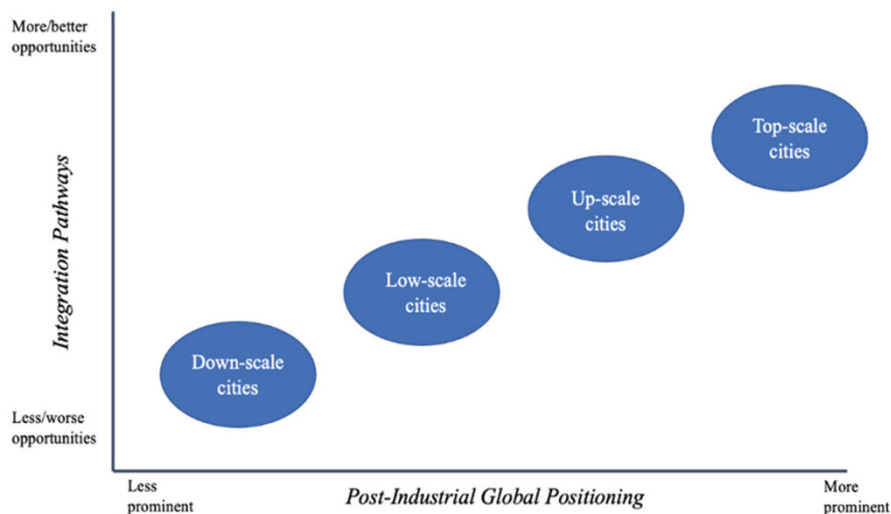 More/better
opportunities
Integration Pathways
Top-scale
cities
Up-scale
cities
Low-scale
cities
Down-scale
cities
Less/worse
opportunities
Less
prominent
Post-Industrial Global Positioning
More
prominent